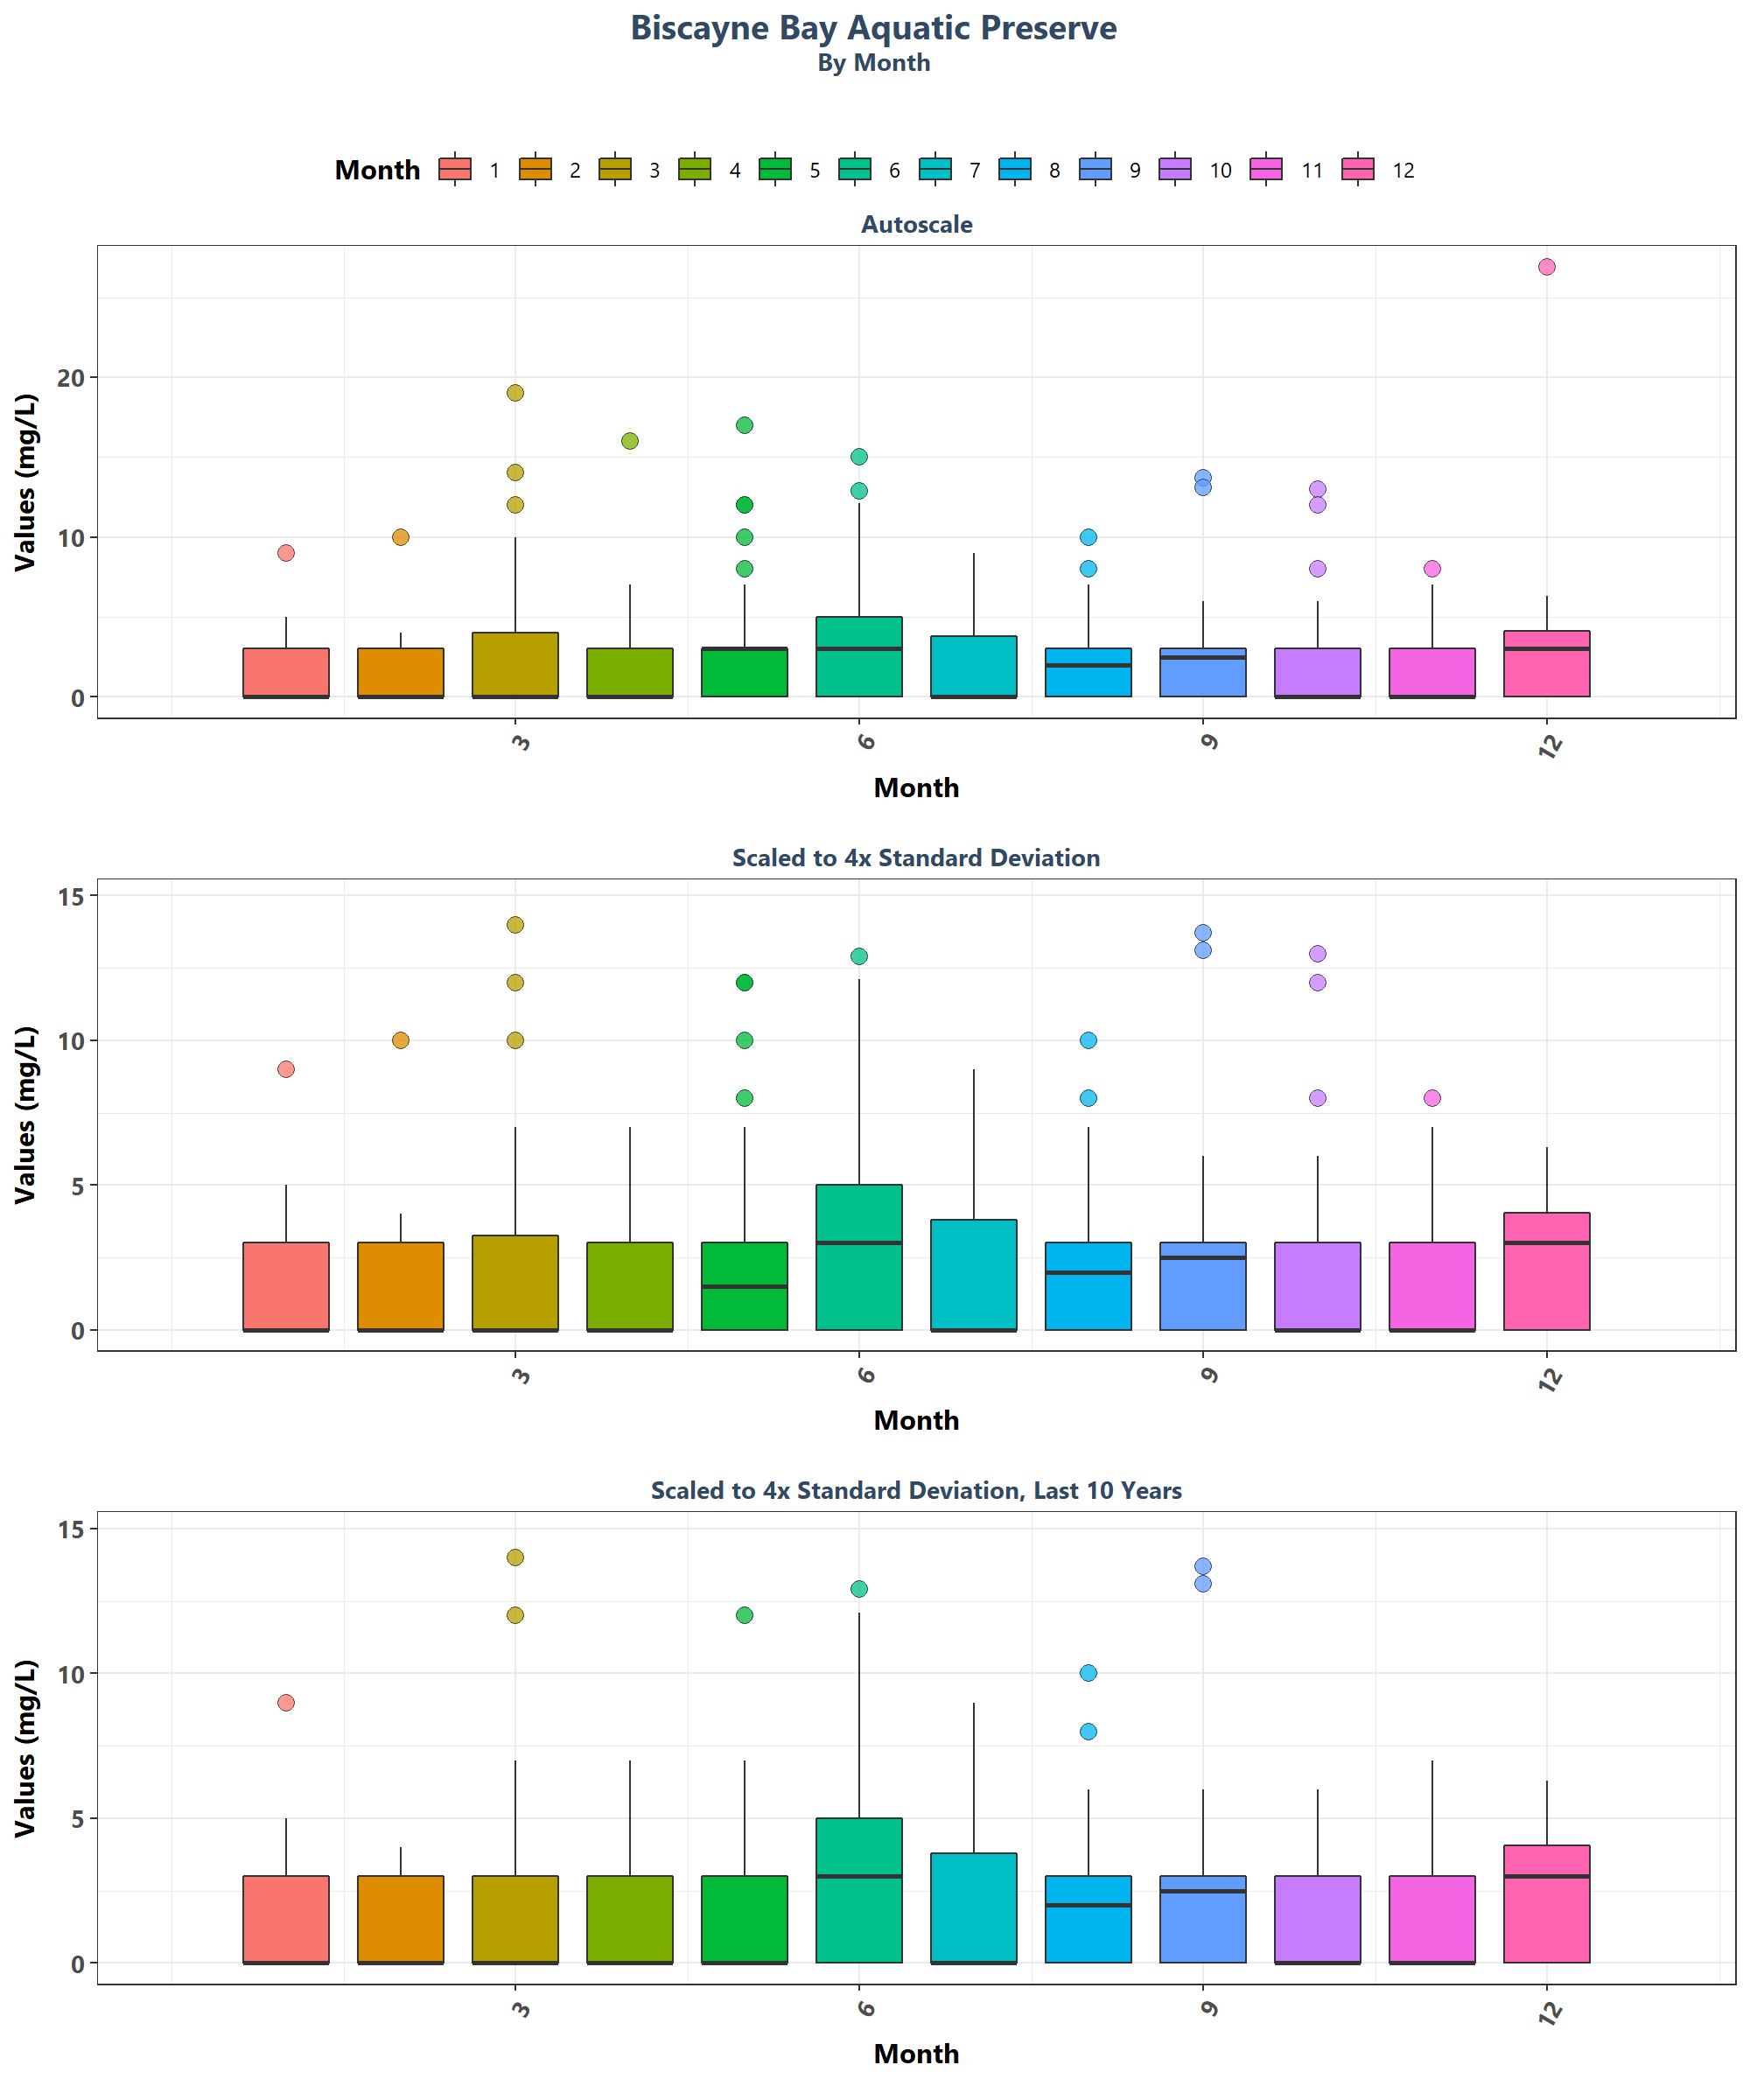 Biscayne Bay Aquatic Preserve
By Month
Month 1 2 3 4 5 6 7 8 9 10 11 12
Autoscale
Values (mg/L)
20
10
0
3 6 9 12
Month
Scaled to 4x Standard Deviation
Values (mg/L)
15
10
5
0
3 6 9 12
Month
Scaled to 4x Standard Deviation, Last 10 Years
Values (mg/L)
15
10
5
0
3 6 9 12
Month